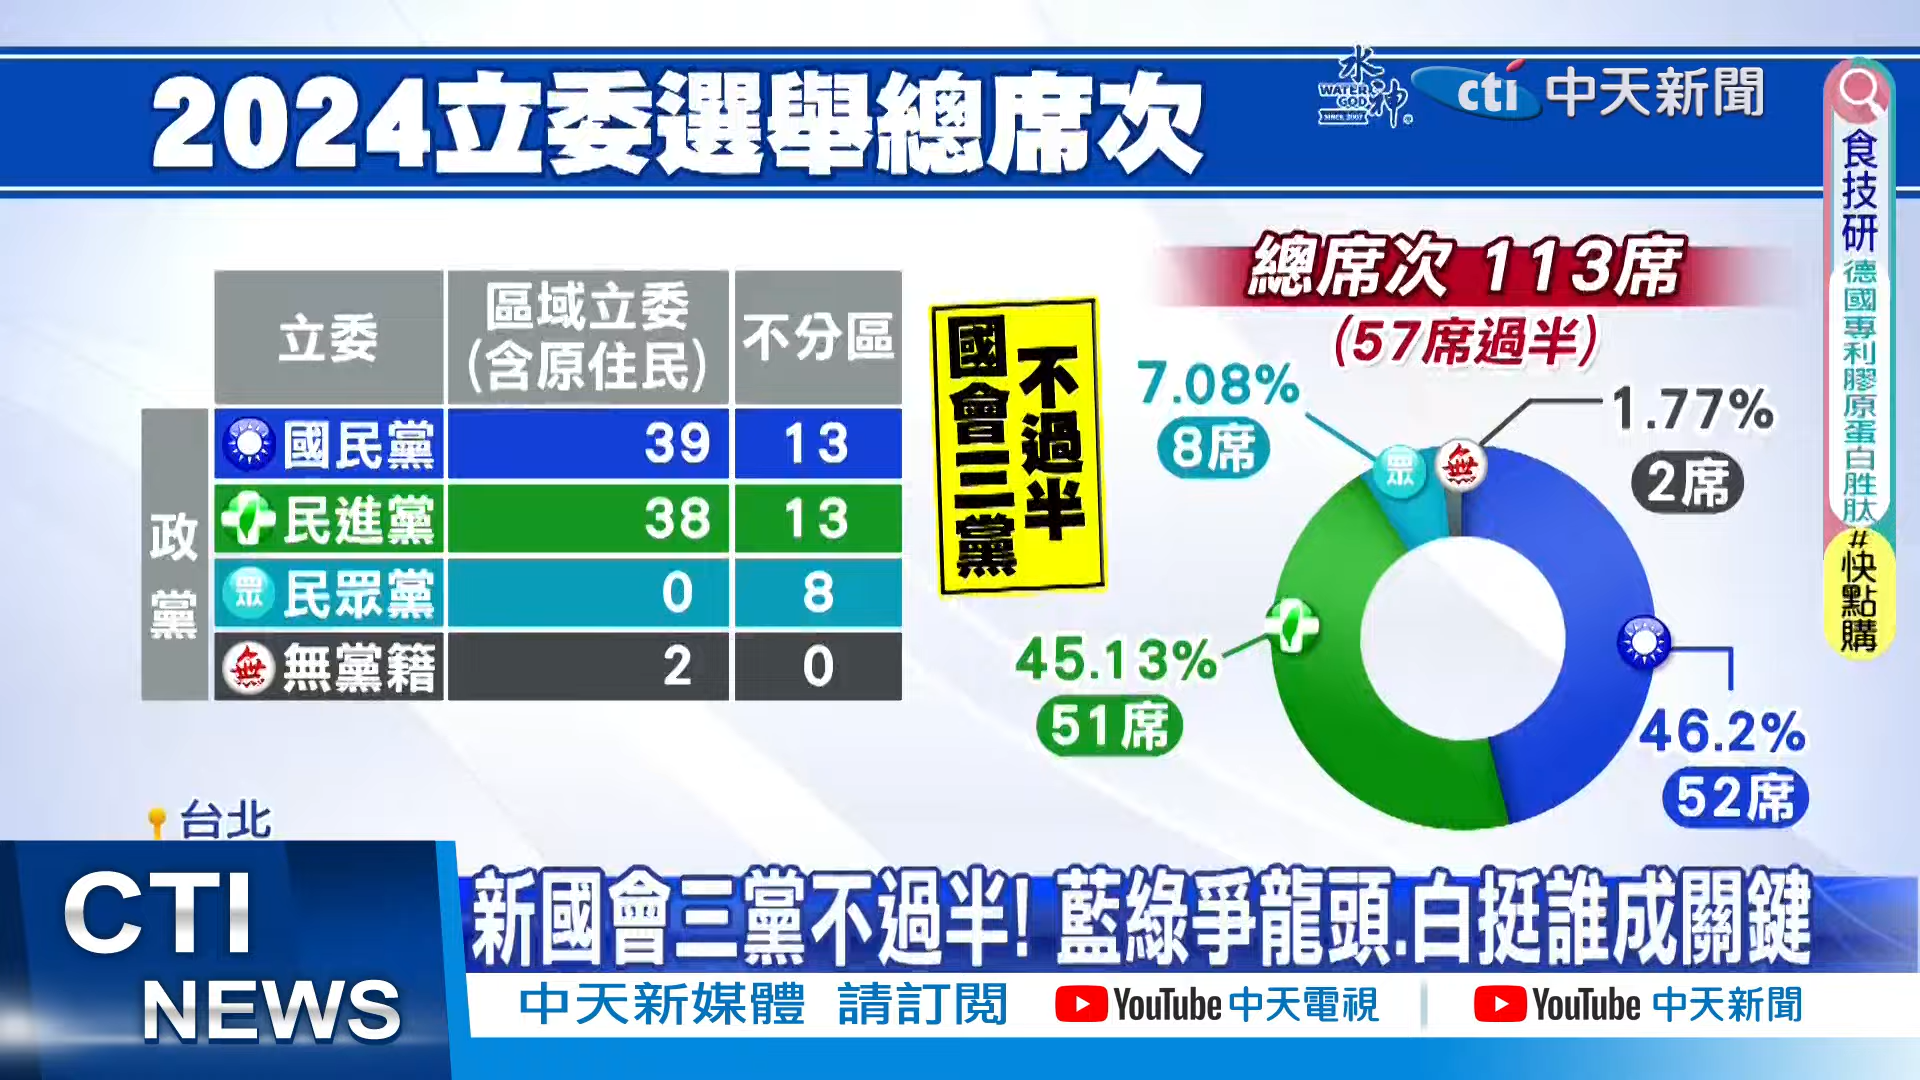 2024立委選舉總席次
水神
WATER GOD
SINCE 2007
cti 中天新聞
食技研
德國專利膠原蛋白胜肽
#快點購
總席次 113席
(57席過半)
立委
區域立委
(含原住民)
不分區
政黨
國民黨 39 13
民進黨 38 13
眾 民眾黨 0 8
無 無黨籍 2 0
國會三黨
不過半
7.08%
8席
1.77%
2席
眾
無
45.13%
51席
46.2%
52席
台北
CTI
NEWS
新國會三黨不過半! 藍綠爭龍頭.白挺誰成關鍵
中天新媒體 請訂閱 YouTube 中天電視 | YouTube 中天新聞